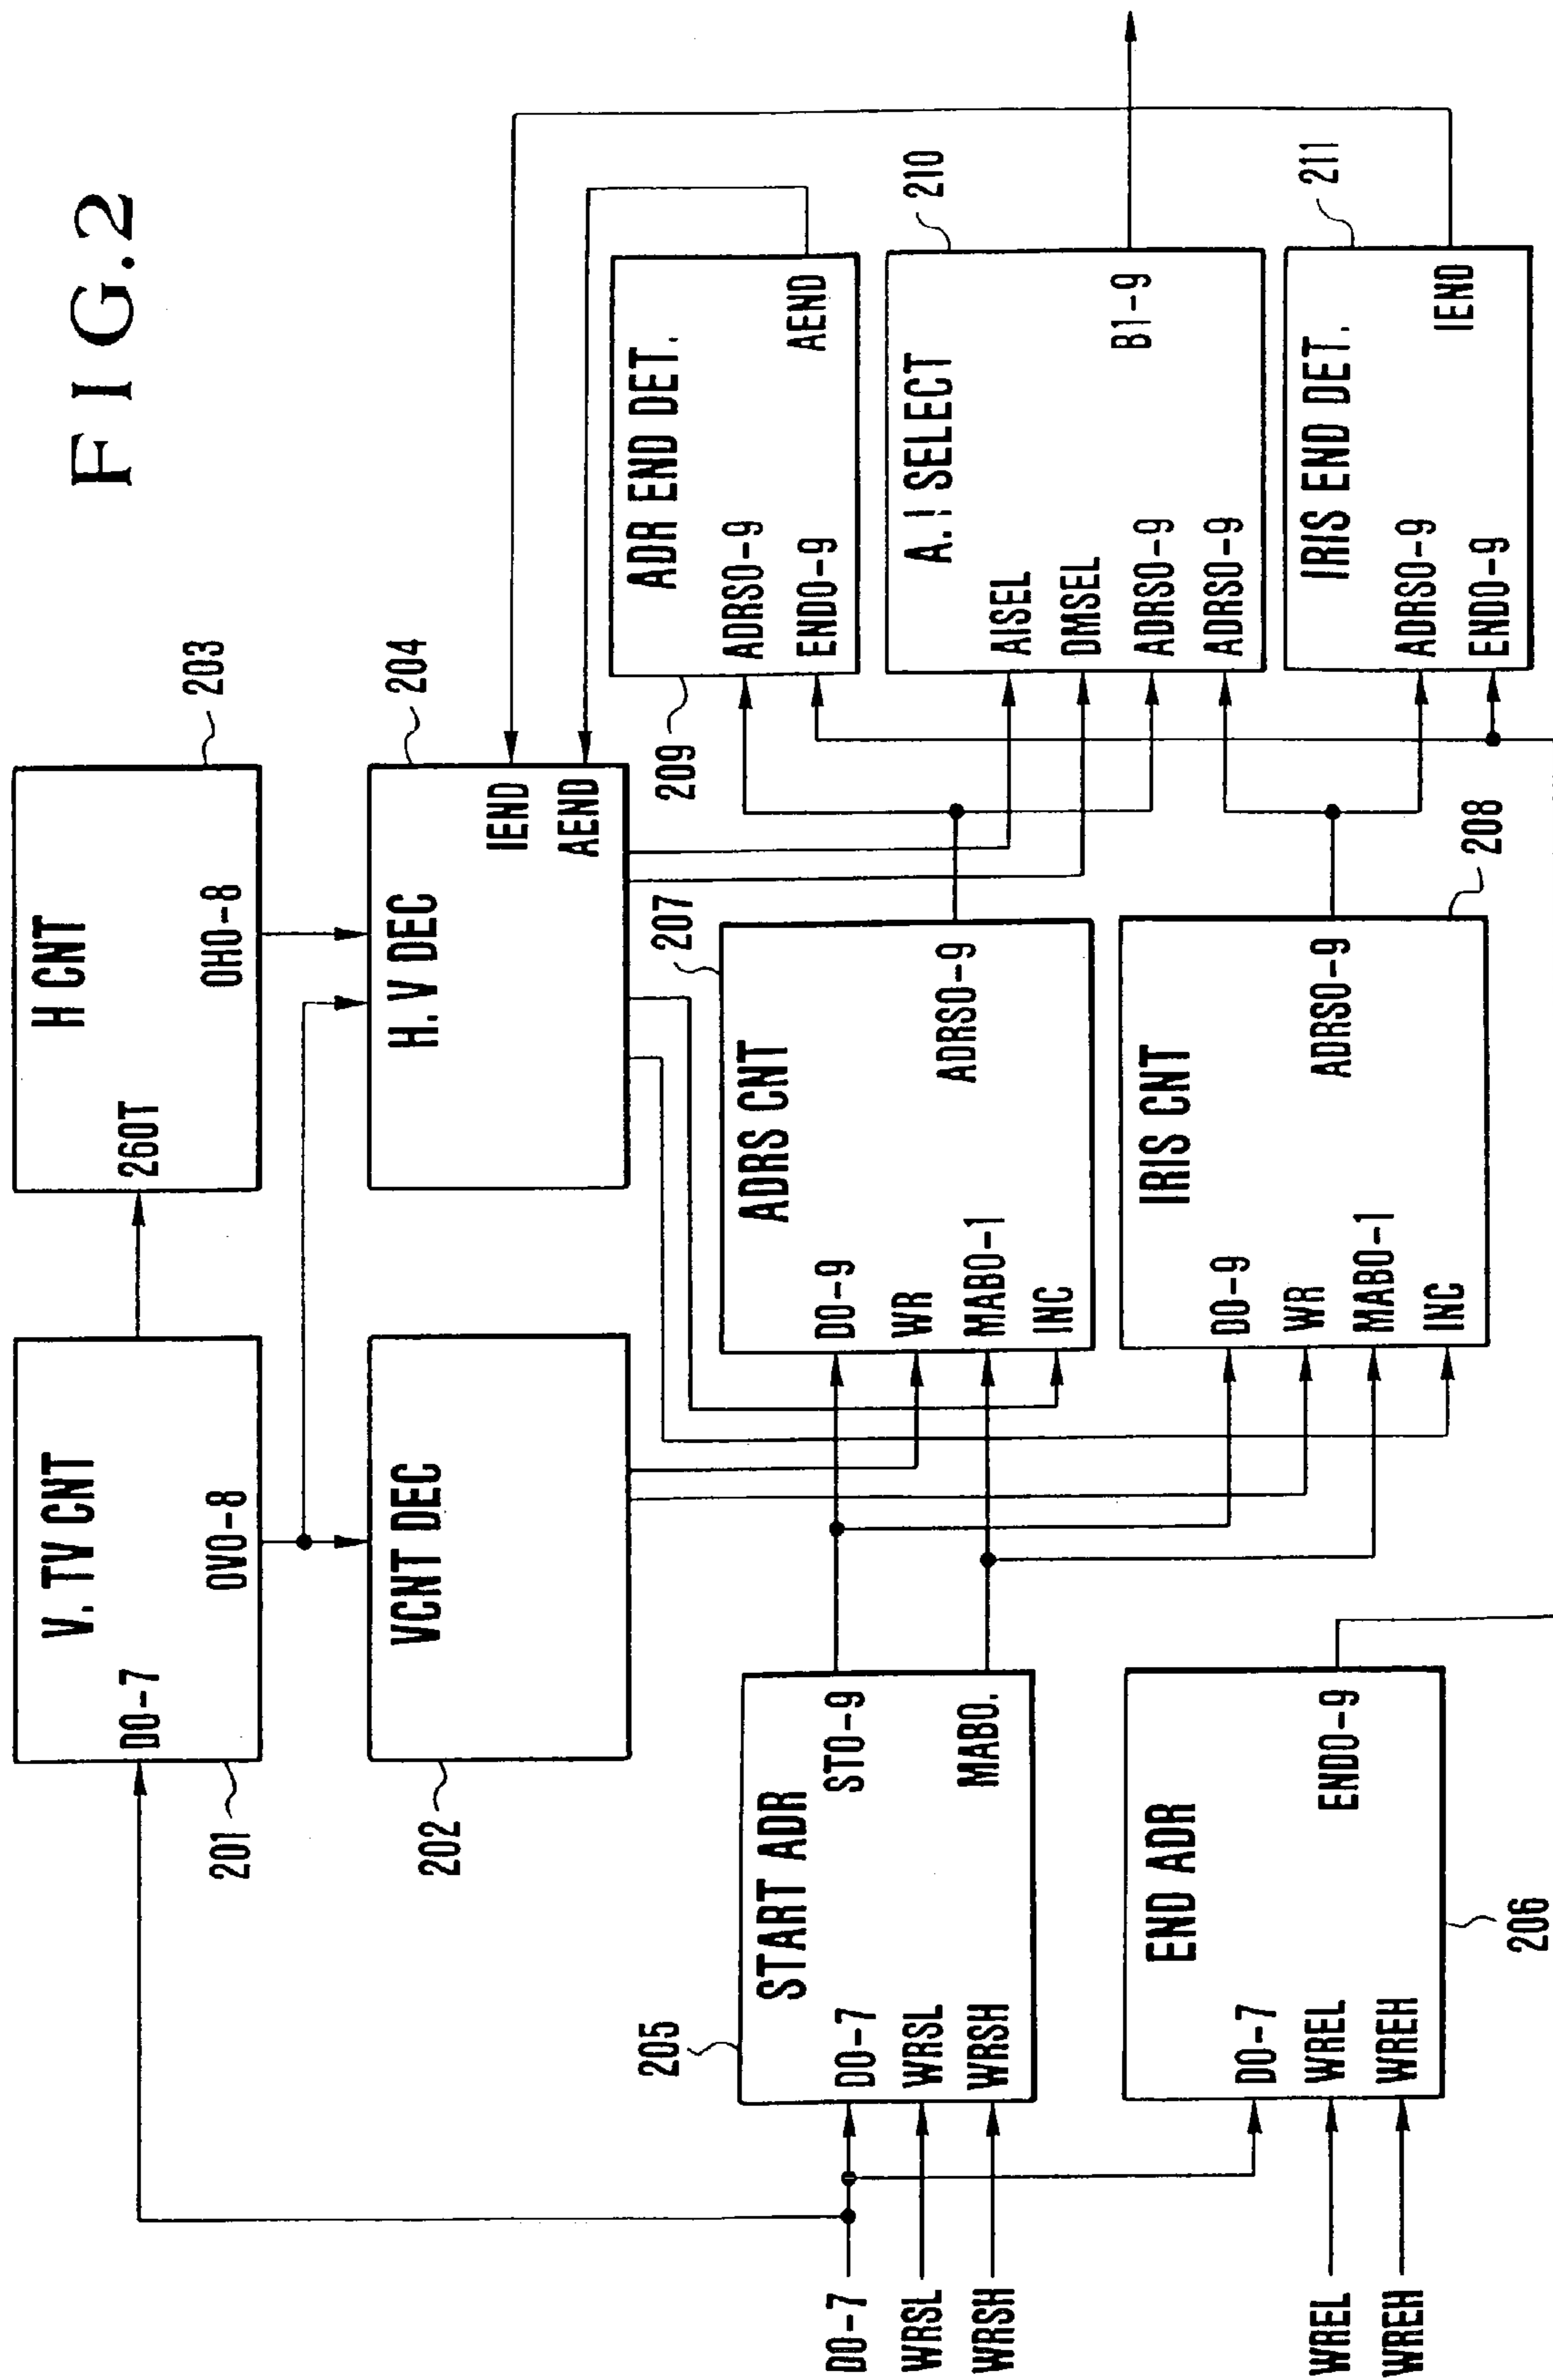 FIG.2
V. TV CNT
D0-7
OV0-8
201
H CNT
260T
OH0-8
203
VCNT DEC
202
H. V DEC
IEND
AEND
204
START ADR
205
D0-7
WRSL
WRSH
ST0-9
MAB0.
D0-7
WRSL
WRSH
END ADR
206
D0-7
WREL
WREH
END0-9
WREL
WREH
ADRS CNT
207
D0-9
WR
MAB0-1
INC
ADRS0-9
IRIS CNT
208
D0-9
WR
MAB0-1
INC
ADRS0-9
ADR END DET.
209
ADRS0-9
END0-9
AEND
A.I SELECT
210
AISEL
DMSEL
ADRS0-9
ADRS0-9
B1-9
IRIS END DET.
211
ADRS0-9
END0-9
IEND